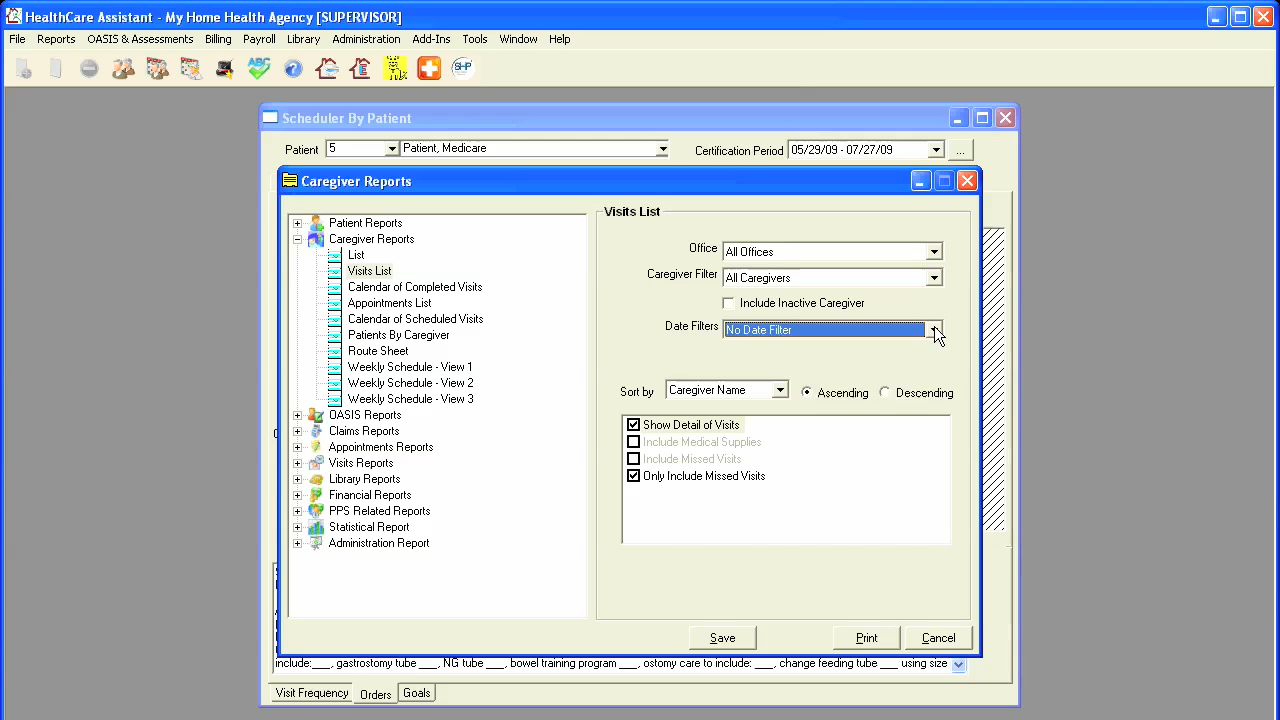 HealthCare Assistant - My Home Health Agency [SUPERVISOR]
File Reports OASIS & Assessments Billing Payroll Library Administration Add-Ins Tools Window Help
ABC SHP
Scheduler By Patient
Patient 5 Patient, Medicare Certification Period 05/29/09 - 07/27/09 ...
Caregiver Reports
Patient Reports
Caregiver Reports
List
Visits List
Calendar of Completed Visits
Appointments List
Calendar of Scheduled Visits
Patients By Caregiver
Route Sheet
Weekly Schedule - View 1
Weekly Schedule - View 2
Weekly Schedule - View 3
OASIS Reports
Claims Reports
Appointments Reports
Visits Reports
Library Reports
Financial Reports
PPS Related Reports
Statistical Report
Administration Report
Visits List
Office All Offices
Caregiver Filter All Caregivers
Include Inactive Caregiver
Date Filters No Date Filter
Sort by Caregiver Name Ascending Descending
Show Detail of Visits
Include Medical Supplies
Include Missed Visits
Only Include Missed Visits
Save Print Cancel
include:___, gastrostomy tube ___, NG tube ___, bowel training program ___, ostomy care to include: ___, change feeding tube ___ using size
Visit Frequency Orders Goals